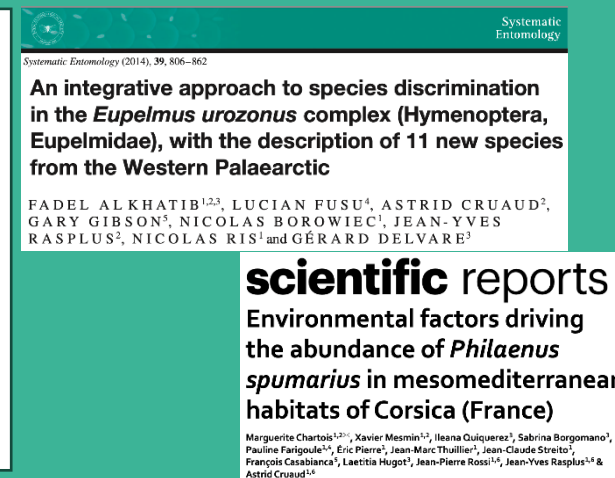 Systematic
Entomology
Systematic Entomology (2014), 39, 806–862
An integrative approach to species discrimination
in the Eupelmus urozonus complex (Hymenoptera,
Eupelmidae), with the description of 11 new species
from the Western Palaearctic
FADEL AL KHATIB1,2,3, LUCIAN FUSU4, ASTRID CRUAUD2,
GARY GIBSON5, NICOLAS BOROWIEC1, JEAN-YVES
RASPLUS2, NICOLAS RIS1 and GÉRARD DELVARE3
scientific reports
Environmental factors driving
the abundance of Philaenus
spumarius in mesomediterranean
habitats of Corsica (France)
Marguerite Chartois1,2✉, Xavier Mesmin1,2, Ileana Quiquerez3, Sabrina Borgomano3,
Pauline Farigoule1,4, Éric Pierre1, Jean-Marc Thuillier1, Jean-Claude Streito1,
François Casabianca5, Laetitia Hugot3, Jean-Pierre Rossi1,6, Jean-Yves Rasplus1,6 &
Astrid Cruaud1,6